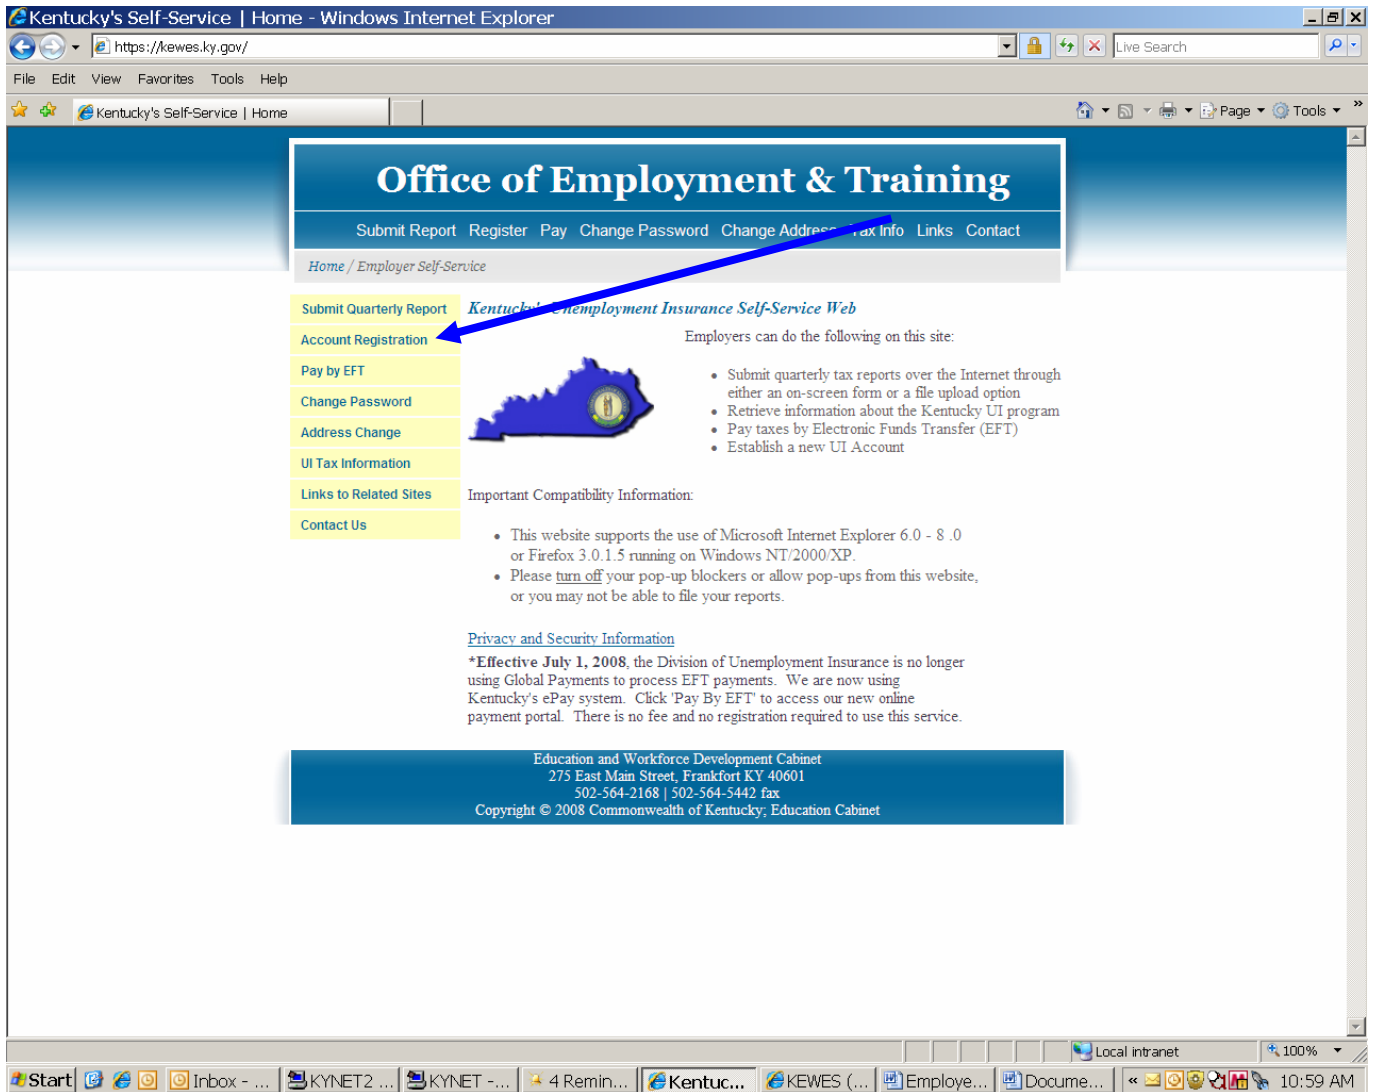 Kentucky's Self-Service | Home - Windows Internet Explorer
https://kewes.ky.gov/
Live Search
File Edit View Favorites Tools Help
Kentucky's Self-Service | Home
Page Tools
Office of Employment & Training
Submit Report Register Pay Change Password Change Address Tax Info Links Contact
Home / Employer Self-Service
Submit Quarterly Report
Account Registration
Pay by EFT
Change Password
Address Change
UI Tax Information
Links to Related Sites
Contact Us
Kentucky's Unemployment Insurance Self-Service Web
Employers can do the following on this site:
• Submit quarterly tax reports over the Internet through
either an on-screen form or a file upload option
• Retrieve information about the Kentucky UI program
• Pay taxes by Electronic Funds Transfer (EFT)
• Establish a new UI Account
Important Compatibility Information:
• This website supports the use of Microsoft Internet Explorer 6.0 - 8 .0
or Firefox 3.0.1.5 running on Windows NT/2000/XP.
• Please turn off your pop-up blockers or allow pop-ups from this website,
or you may not be able to file your reports.
Privacy and Security Information
*Effective July 1, 2008, the Division of Unemployment Insurance is no longer
using Global Payments to process EFT payments. We are now using
Kentucky's ePay system. Click 'Pay By EFT' to access our new online
payment portal. There is no fee and no registration required to use this service.
Education and Workforce Development Cabinet
275 East Main Street, Frankfort KY 40601
502-564-2168 | 502-564-5442 fax
Copyright © 2008 Commonwealth of Kentucky; Education Cabinet
Local intranet 100%
Start Inbox - ... KYNET2 ... KYNET -... 4 Remin... Kentuc... KEWES (... Employe... Docume... « 10:59 AM